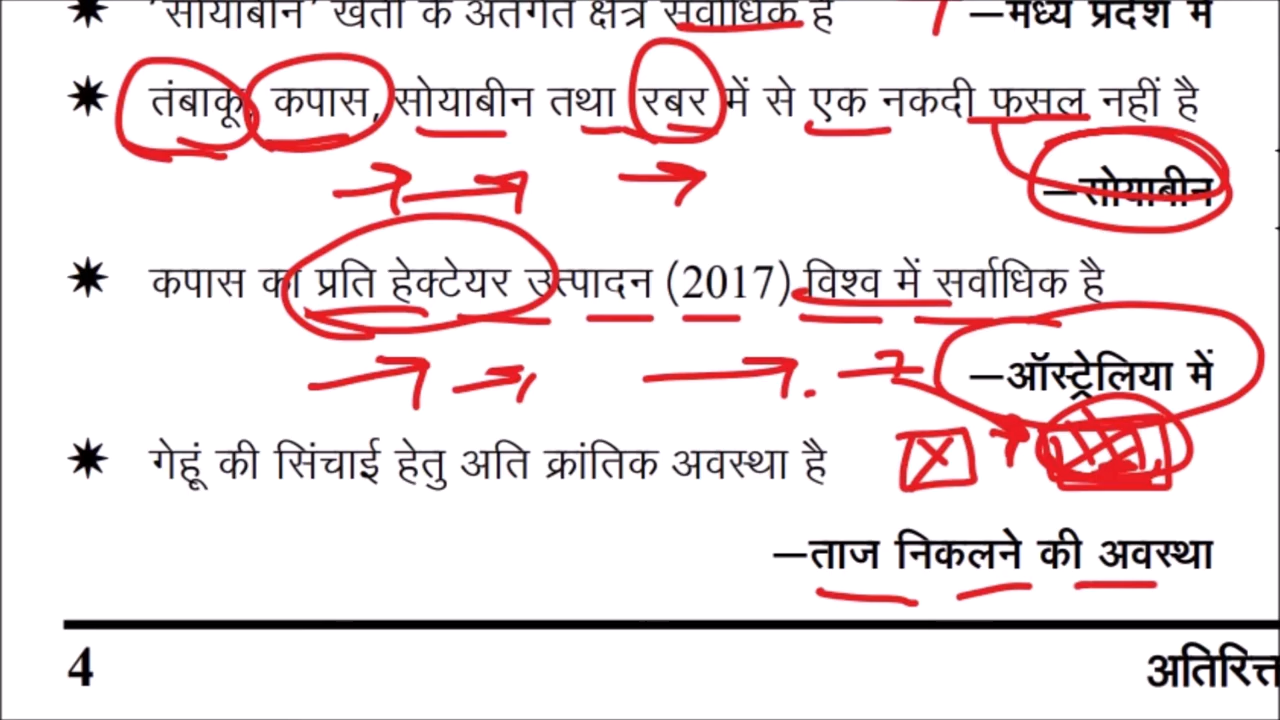 ✷ 'सोयाबीन' खेती के अंतर्गत क्षेत्र सर्वाधिक है —मध्य प्रदेश में
✷ तंबाकू, कपास, सोयाबीन तथा रबर में से एक नकदी फसल नहीं है
—सोयाबीन
✷ कपास का प्रति हेक्टेयर उत्पादन (2017) विश्व में सर्वाधिक है
—ऑस्ट्रेलिया में
✷ गेहूं की सिंचाई हेतु अति क्रांतिक अवस्था है
—ताज निकलने की अवस्था
4